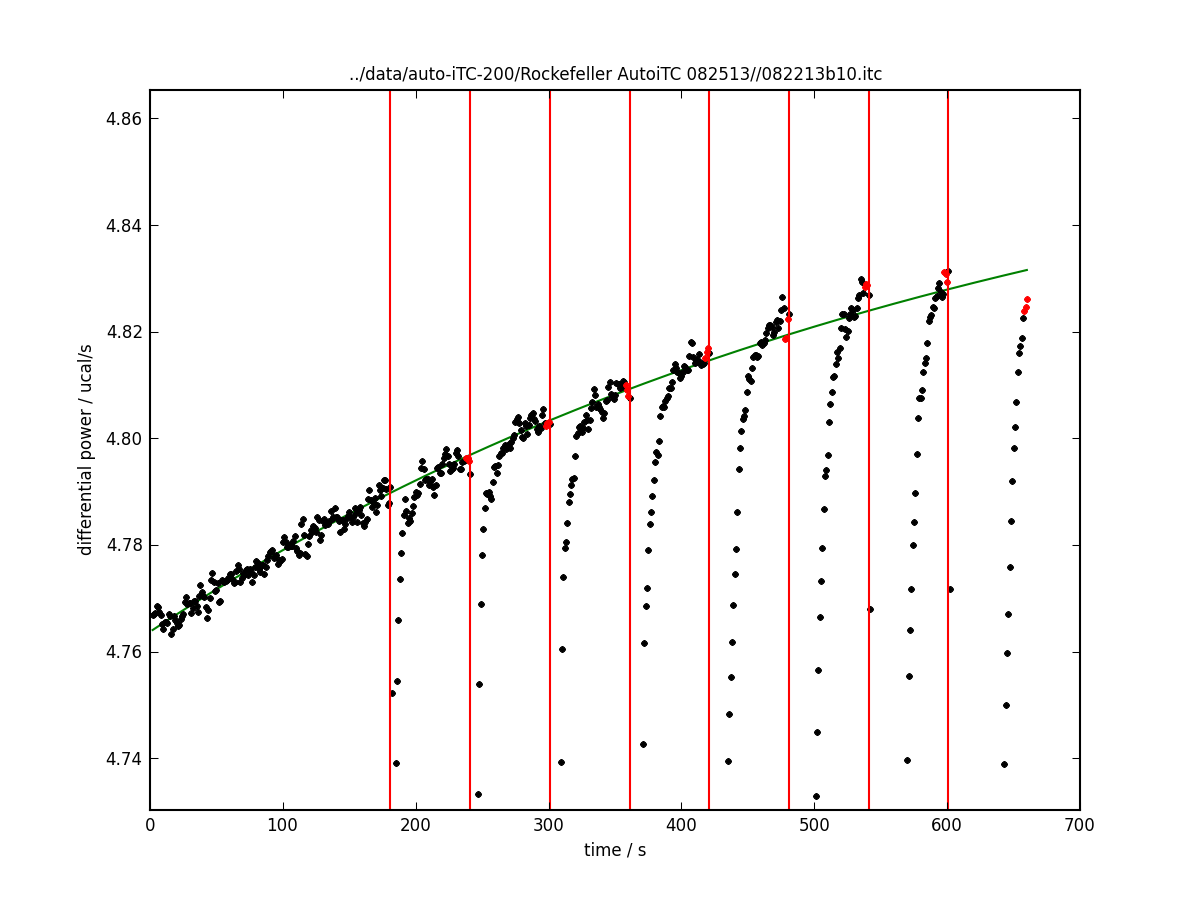 ../data/auto-iTC-200/Rockefeller AutoiTC 082513//082213b10.itc
4.86
4.84
4.82
4.80
4.78
4.76
4.74
differential power / ucal/s
0 100 200 300 400 500 600 700
time / s